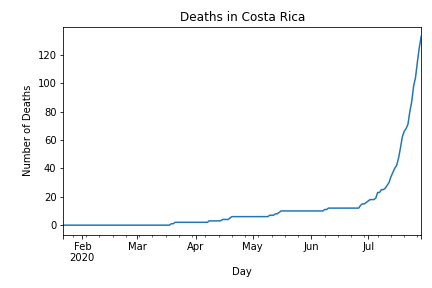 Deaths in Costa Rica
Number of Deaths
120
100
80
60
40
20
0
Feb
2020
Mar
Apr
May
Jun
Jul
Day